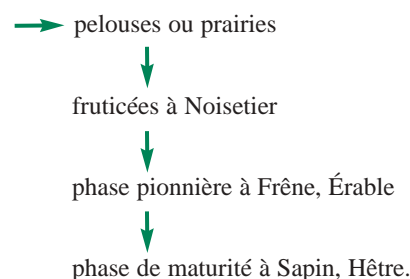 pelouses ou prairies
fruticées à Noisetier
phase pionnière à Frêne, Érable
phase de maturité à Sapin, Hêtre.